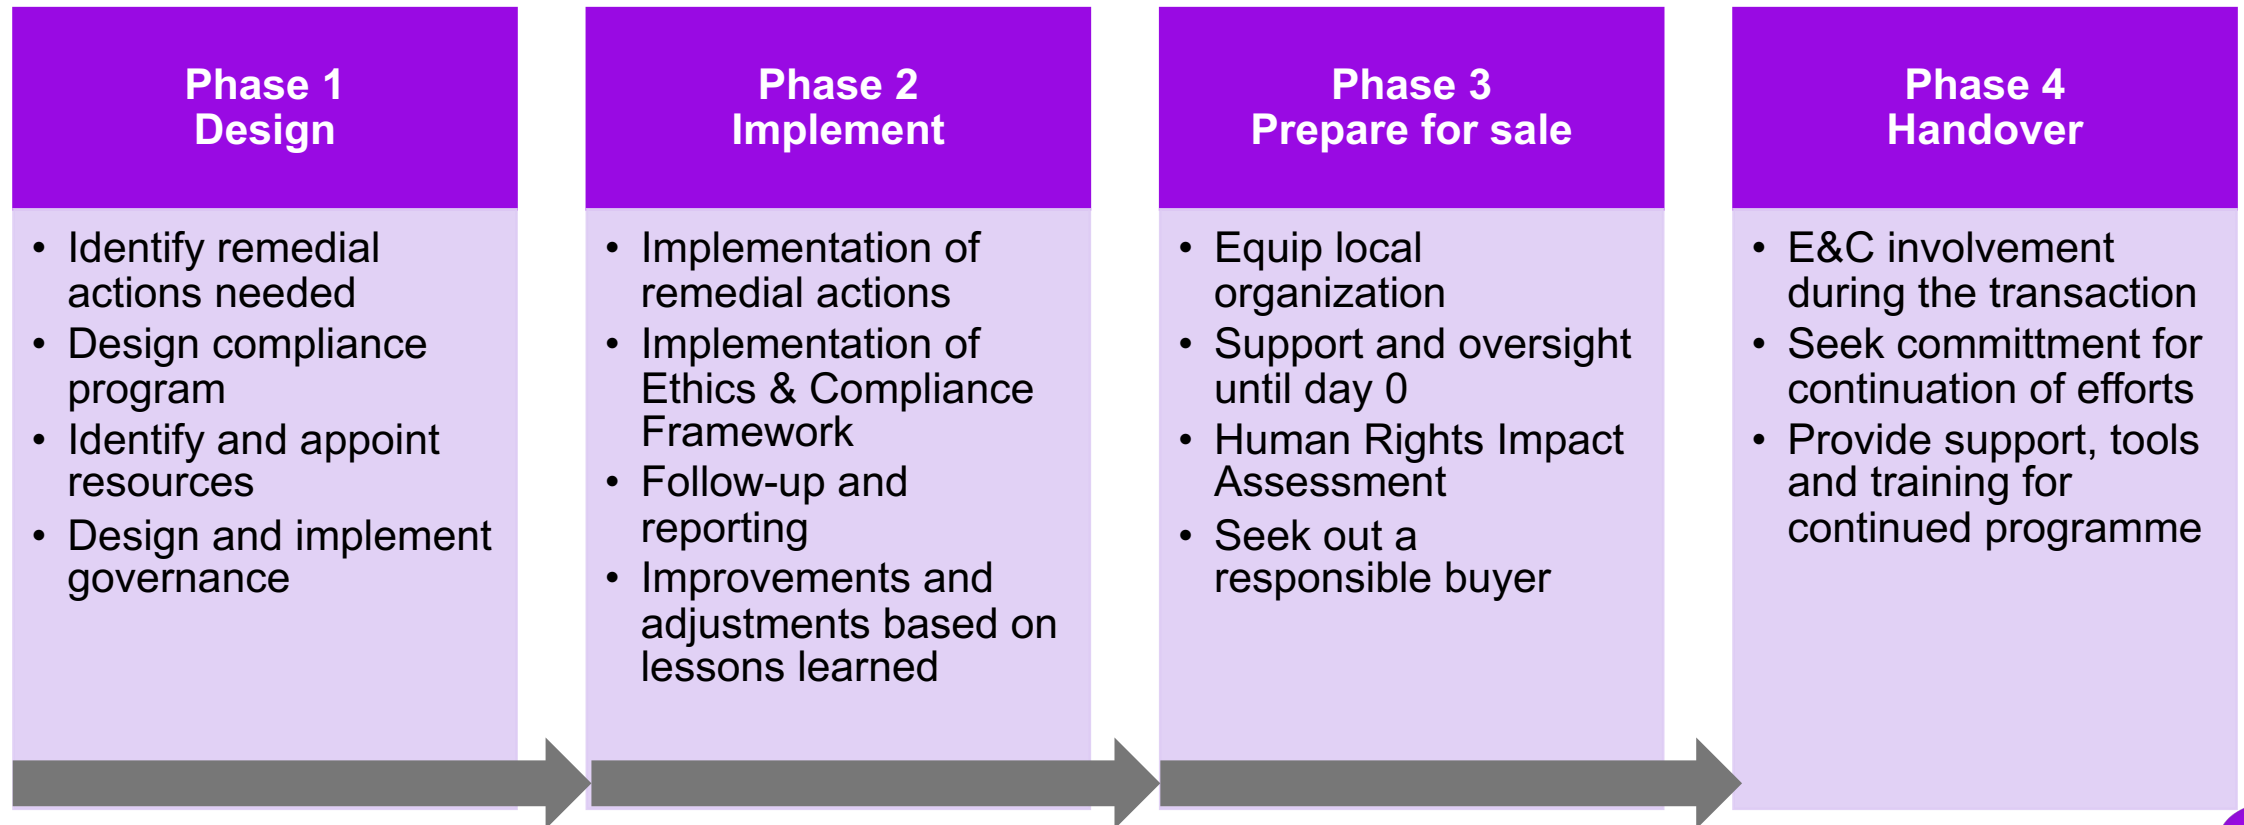 Phase 1
Design
• Identify remedial
actions needed
• Design compliance
program
• Identify and appoint
resources
• Design and implement
governance
Phase 2
Implement
• Implementation of
remedial actions
• Implementation of
Ethics & Compliance
Framework
• Follow-up and
reporting
• Improvements and
adjustments based on
lessons learned
Phase 3
Prepare for sale
• Equip local
organization
• Support and oversight
until day 0
• Human Rights Impact
Assessment
• Seek out a
responsible buyer
Phase 4
Handover
• E&C involvement
during the transaction
• Seek committment for
continuation of efforts
• Provide support, tools
and training for
continued programme